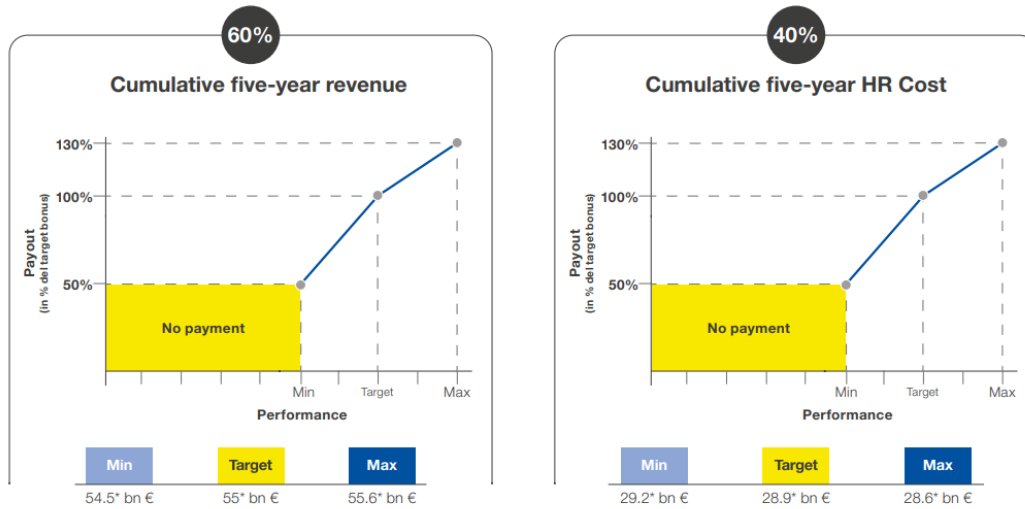 60%
Cumulative five-year revenue
130%
100%
50%
Payout
(in % del target bonus)
No payment
Min
Target
Max
Performance
Min
Target
Max
54.5* bn €
55* bn €
55.6* bn €
40%
Cumulative five-year HR Cost
130%
100%
50%
Payout
(in % del target bonus)
No payment
Min
Target
Max
Performance
Min
Target
Max
29.2* bn €
28.9* bn €
28.6* bn €